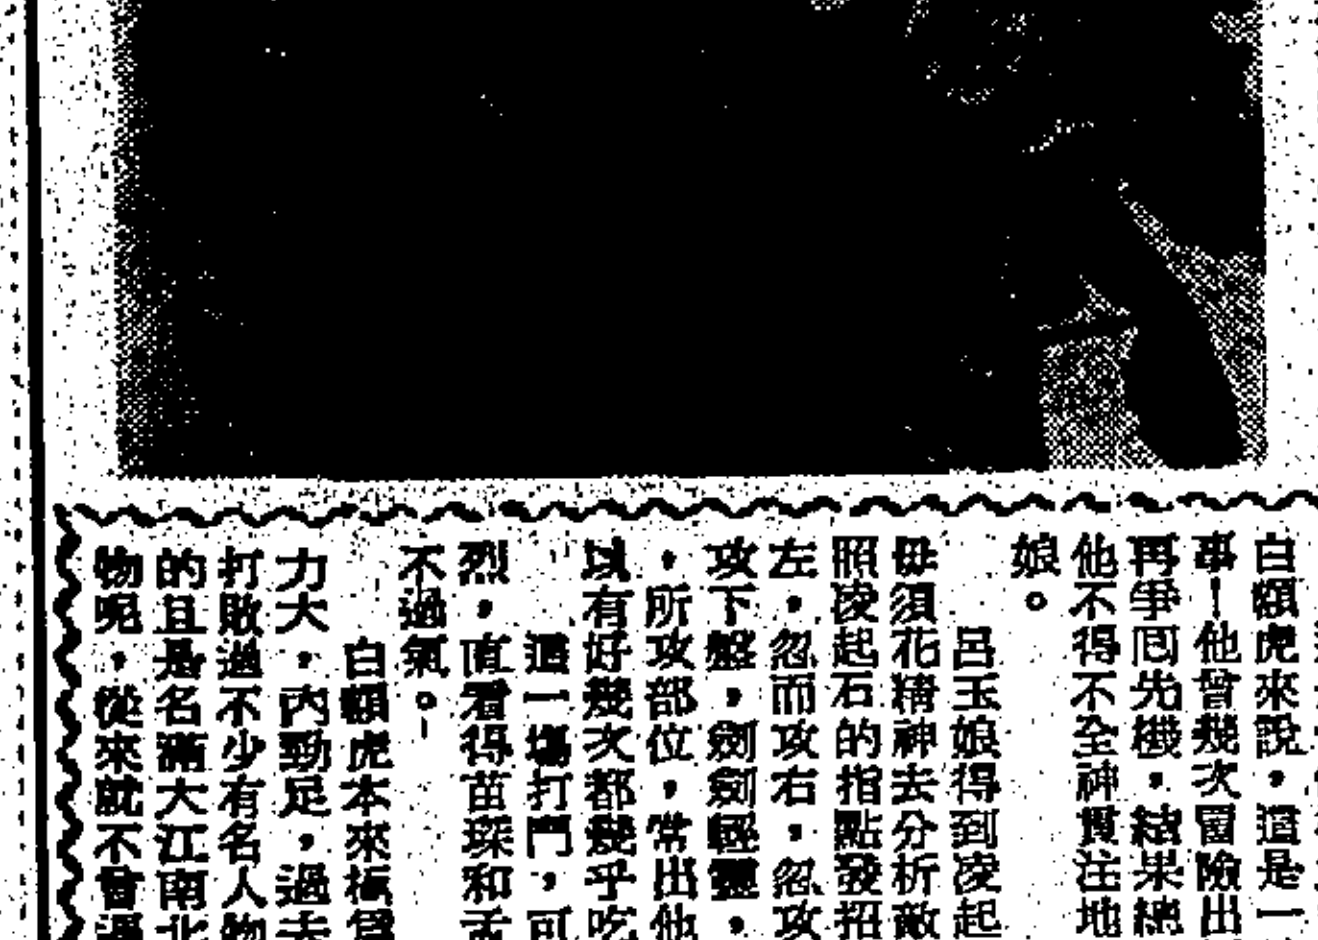 白額虎來說，這是一
事！他曾幾次冒險出
再爭囘先機，結果總
他不得不全神貫注地
娘。
呂玉娘得到凌起
毋須花精神去分析敵
照凌起石的指點發招
左，忽而攻右，忽攻
攻下盤，劍劍輕靈，
，所攻部位，常出他
以有好幾次都幾乎吃
這一塲打鬥，可
烈，直看得苗琛和孟
不過氣。
白額虎本來極爲
力大，內勁足，過去
打敗過不少有名人物
的且是名滿大江南北
物呢，從來就不曾遇